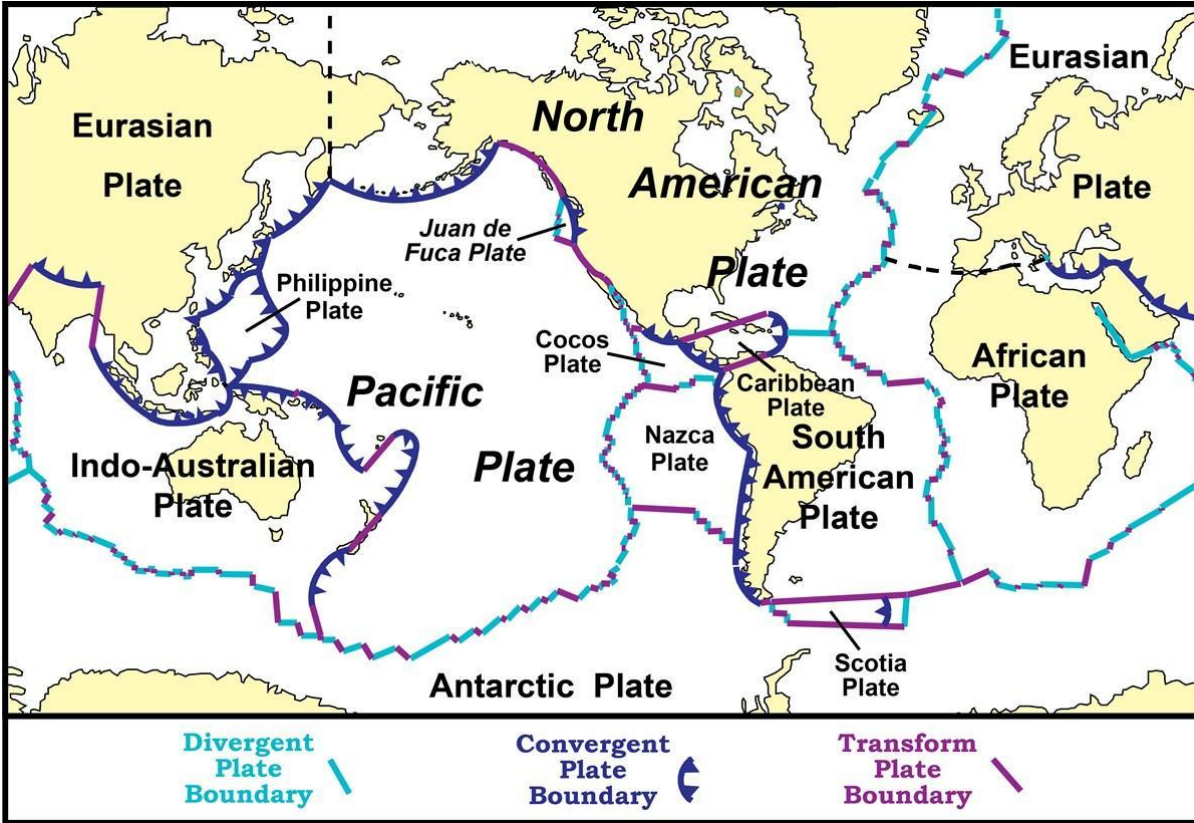 Eurasian
Plate
North
American
Plate
Eurasian
Plate
Juan de
Fuca Plate
Philippine
Plate
Cocos
Plate
Caribbean
Plate
African
Plate
Pacific
Plate
Nazca
Plate
South
American
Plate
Indo-Australian
Plate
Scotia
Plate
Antarctic Plate
Divergent
Plate
Boundary
Convergent
Plate
Boundary
Transform
Plate
Boundary